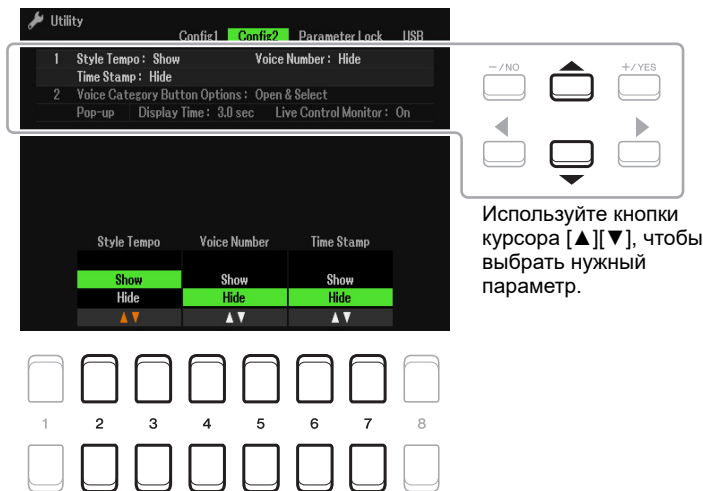 Utility
Config1 Config2 Parameter Lock USB
1 Style Tempo : Show Voice Number : Hide
Time Stamp : Hide
2 Voice Category Button Options : Open & Select
Pop-up Display Time : 3.0 sec Live Control Monitor : On
−/NO +/YES
Используйте кнопки
курсора [▲][▼], чтобы
выбрать нужный
параметр.
Style Tempo Voice Number Time Stamp
Show Show Show
Hide Hide Hide
1 2 3 4 5 6 7 8